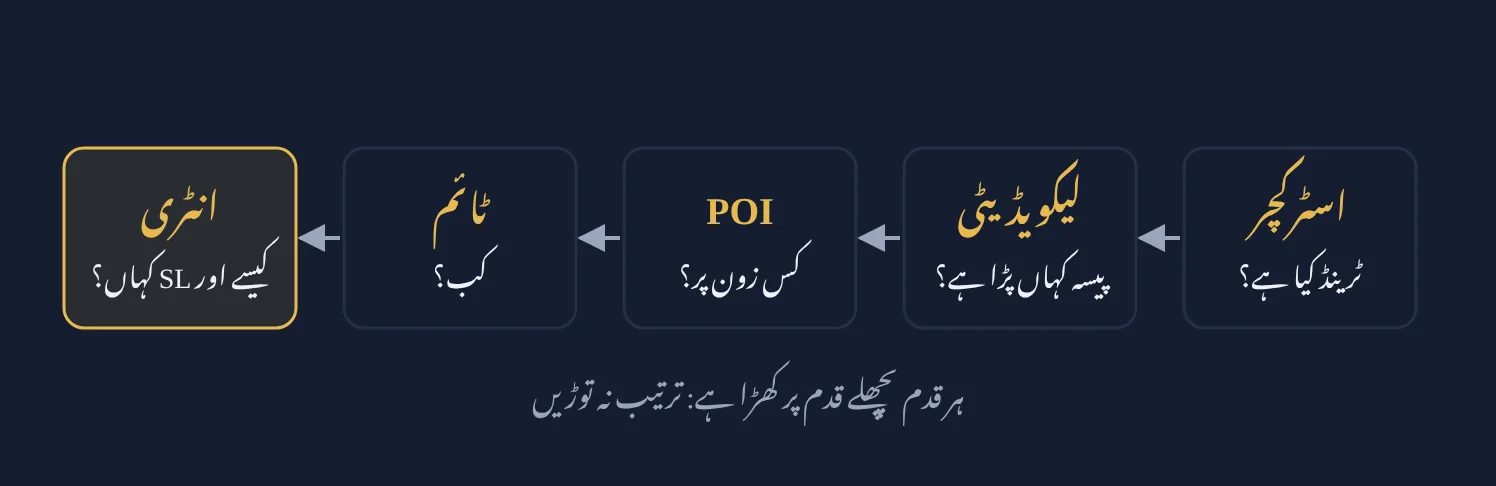 اسٹرکچر
ٹرینڈ کیا ہے؟
لیکویڈیٹی
پیسہ کہاں پڑا ہے؟
POI
کس زون پر؟
ٹائم
کب؟
انٹری
کیسے اور SL کہاں؟
ہر قدم پچھلے قدم پر کھڑا ہے: ترتیب نہ توڑیں